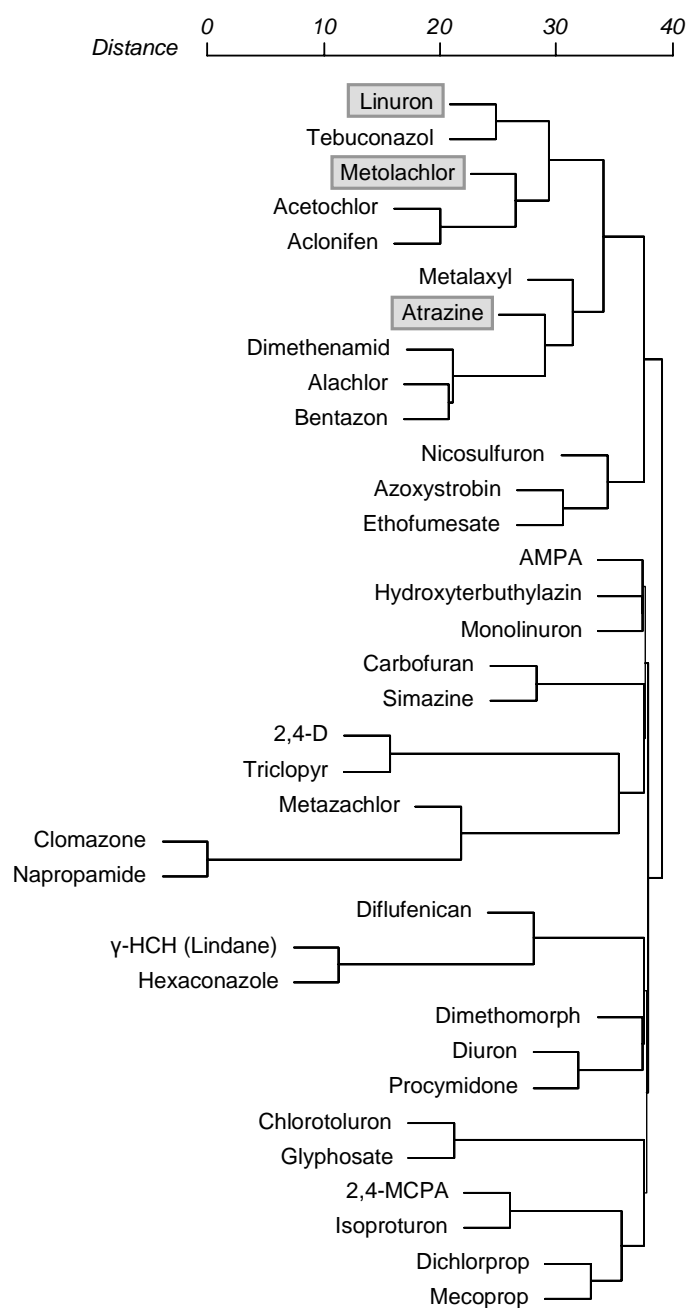 Distance 0 10 20 30 40
Linuron
Tebuconazol
Metolachlor
Acetochlor
Aclonifen
Metalaxyl
Atrazine
Dimethenamid
Alachlor
Bentazon
Nicosulfuron
Azoxystrobin
Ethofumesate
AMPA
Hydroxyterbuthylazin
Monolinuron
Carbofuran
Simazine
2,4-D
Triclopyr
Metazachlor
Clomazone
Napropamide
Diflufenican
γ-HCH (Lindane)
Hexaconazole
Dimethomorph
Diuron
Procymidone
Chlorotoluron
Glyphosate
2,4-MCPA
Isoproturon
Dichlorprop
Mecoprop